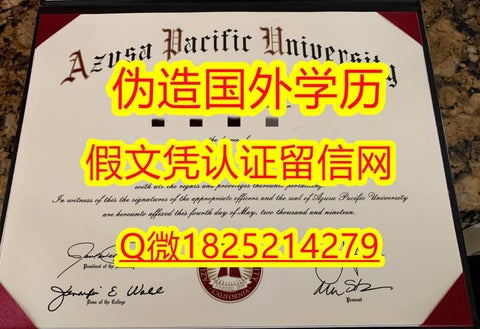 Azusa Pacific University
伪造国外学历
假文凭认证留信网
with all the rights and privileges thereunto pertaining
In witness of this the signatures of the appropriate officers and the seal of Azusa Pacific University
are hereunto affixed this fourth day of May, two thousand and nineteen.
Q微1825214279
President of the
Jennifer E Walsh
Dean of the College
Provost